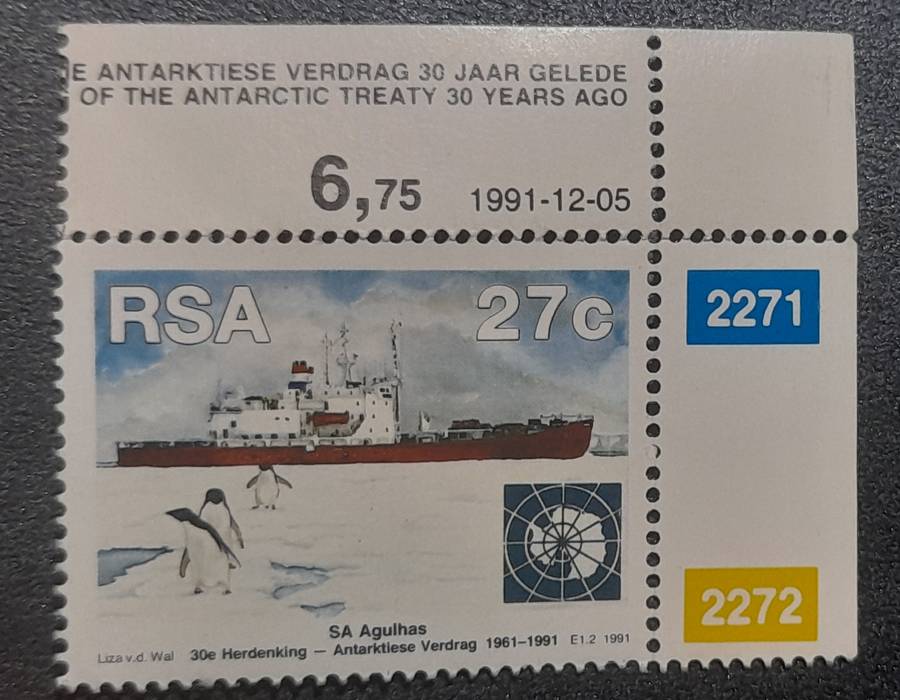 E ANTARKTIESE VERDRAG 30 JAAR GELEDE
OF THE ANTARCTIC TREATY 30 YEARS AGO
6,75 1991-12-05
RSA 27c
2271
2272
SA Agulhas
Liza v.d. Wal 30e Herdenking — Antarktiese Verdrag 1961–1991 E1.2 1991